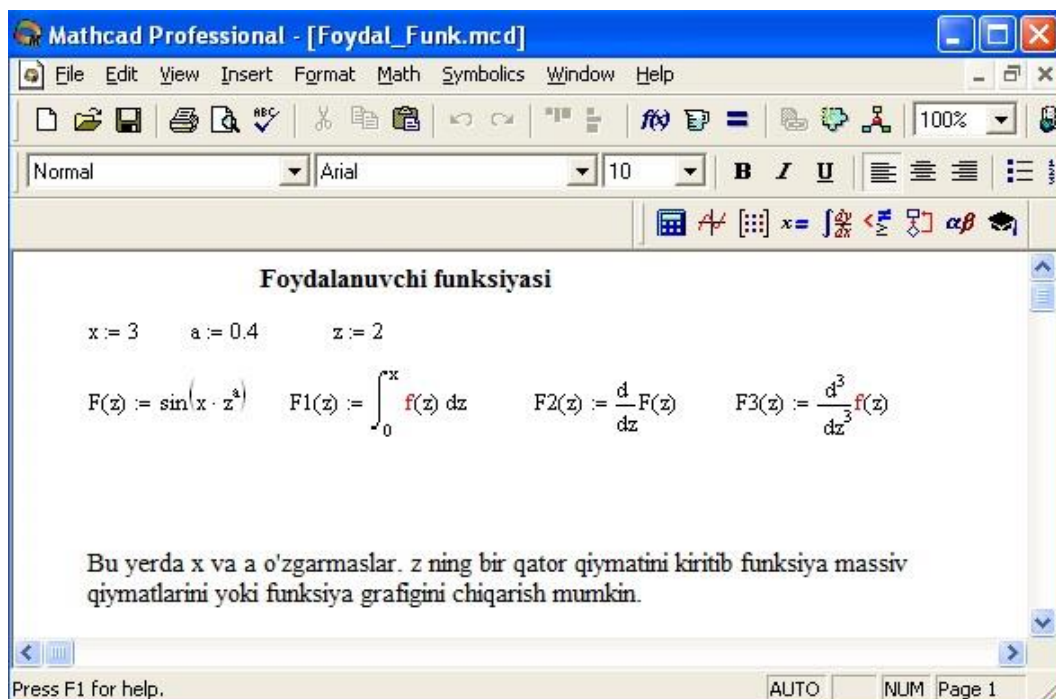 Mathcad Professional - [Foydal_Funk.mcd]
File Edit View Insert Format Math Symbolics Window Help
100%
Normal Arial 10 B I U
Foydalanuvchi funksiyasi
x := 3 a := 0.4 z := 2
F(z) := sin(x · z^a) F1(z) := ∫_0^x f(z) dz F2(z) := d/dz F(z) F3(z) := d^3/dz^3 f(z)
Bu yerda x va a o'zgarmaslar. z ning bir qator qiymatini kiritib funksiya massiv
qiymatlarini yoki funksiya grafigini chiqarish mumkin.
Press F1 for help. AUTO NUM Page 1